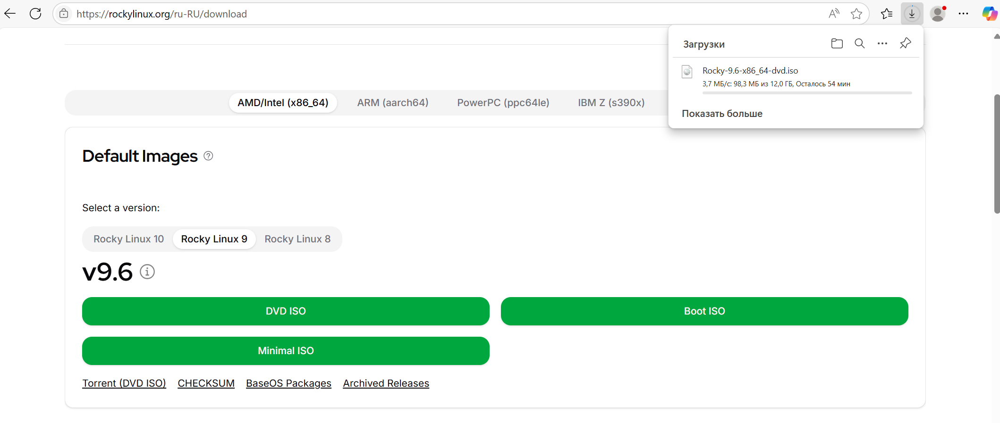 https://rockylinux.org/ru-RU/download
Загрузки
Rocky-9.6-x86_64-dvd.iso
3,7 МБ/с: 98,3 МБ из 12,0 ГБ, Осталось 54 мин
Показать больше
AMD/Intel (x86_64) ARM (aarch64) PowerPC (ppc64le) IBM Z (s390x)
Default Images
Select a version:
Rocky Linux 10 Rocky Linux 9 Rocky Linux 8
v9.6
DVD ISO Boot ISO
Minimal ISO
Torrent (DVD ISO) CHECKSUM BaseOS Packages Archived Releases